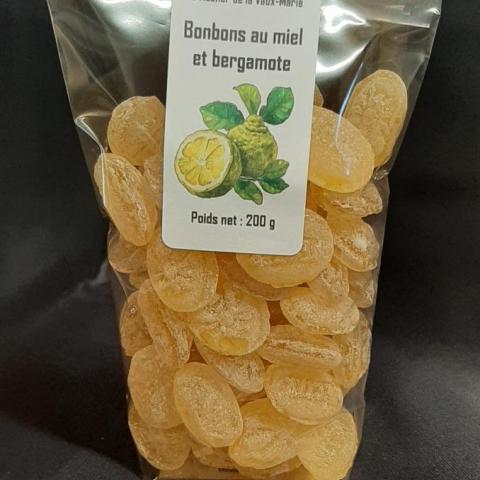 de la Vaux-Marie
Bonbons au miel
et bergamote
Poids net : 200 g